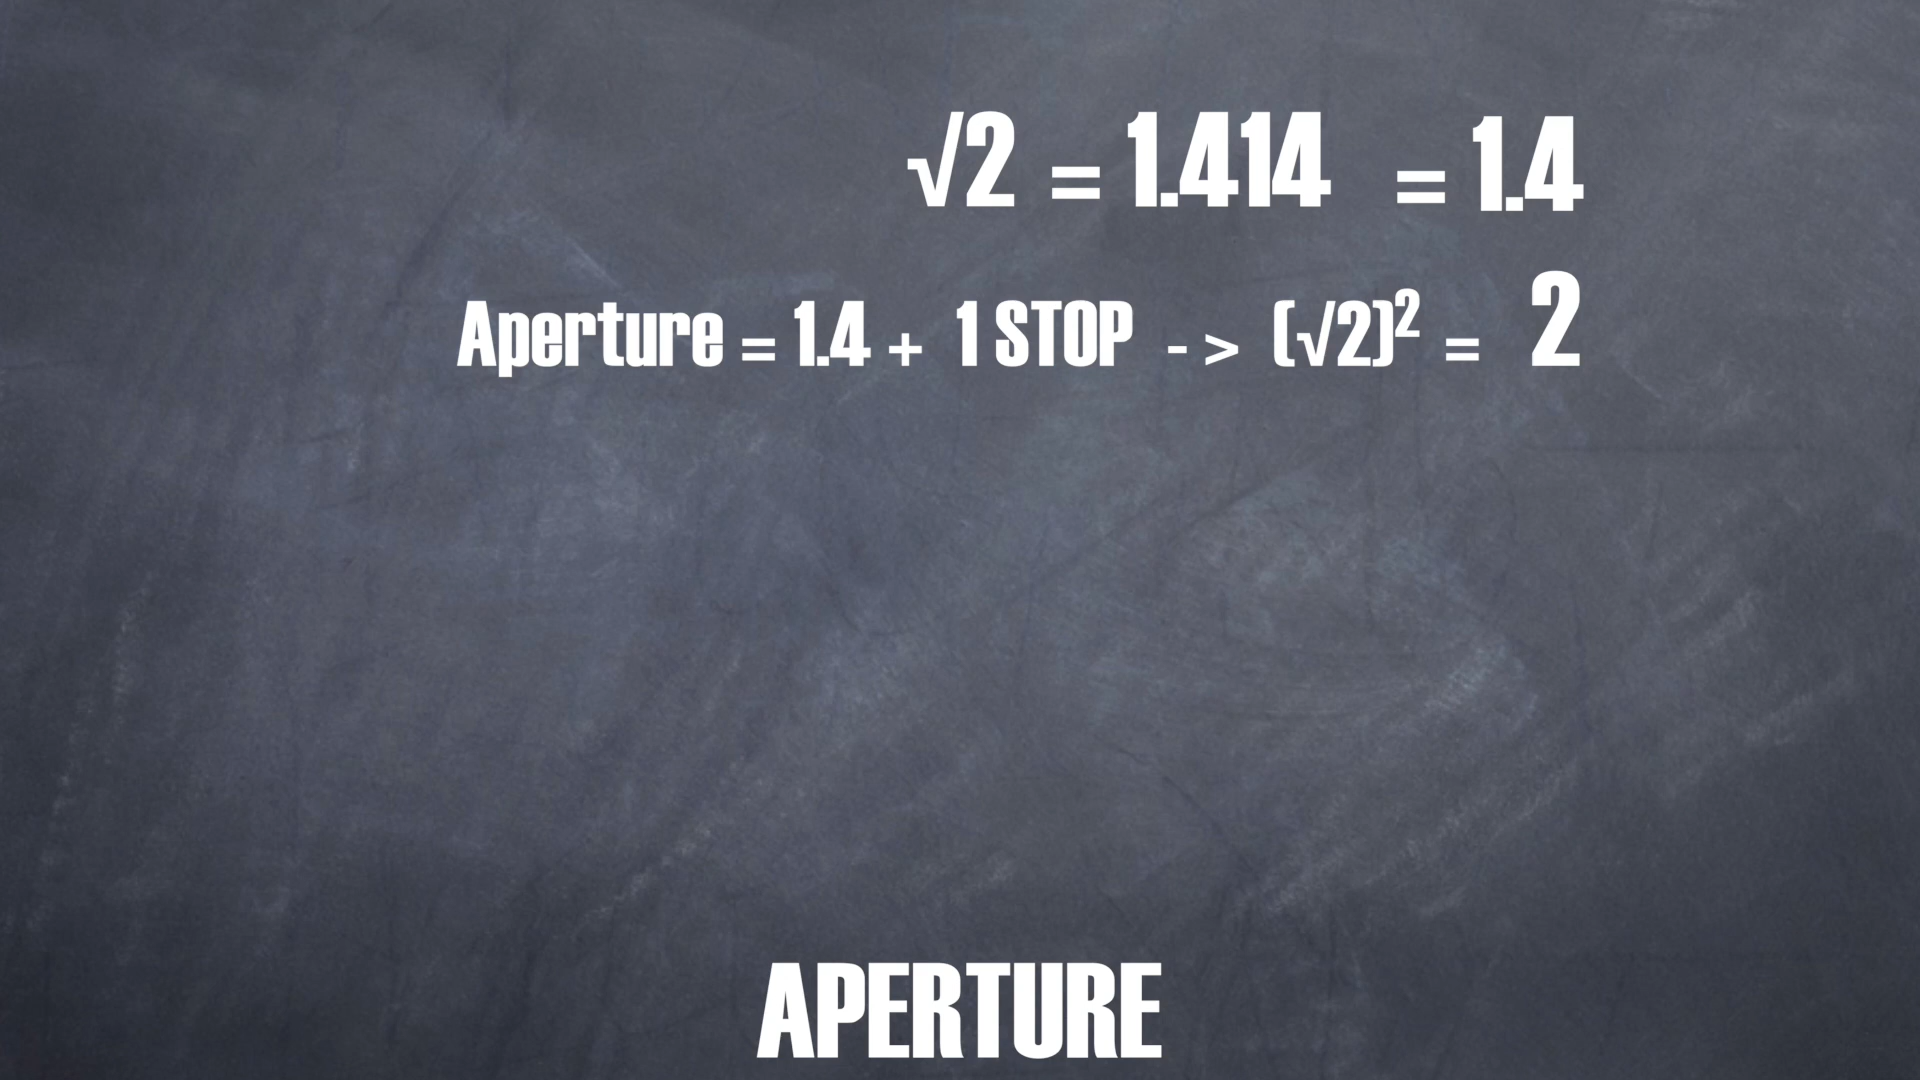 √2 = 1.414 = 1.4
Aperture = 1.4 + 1 STOP - > (√2)² = 2
APERTURE